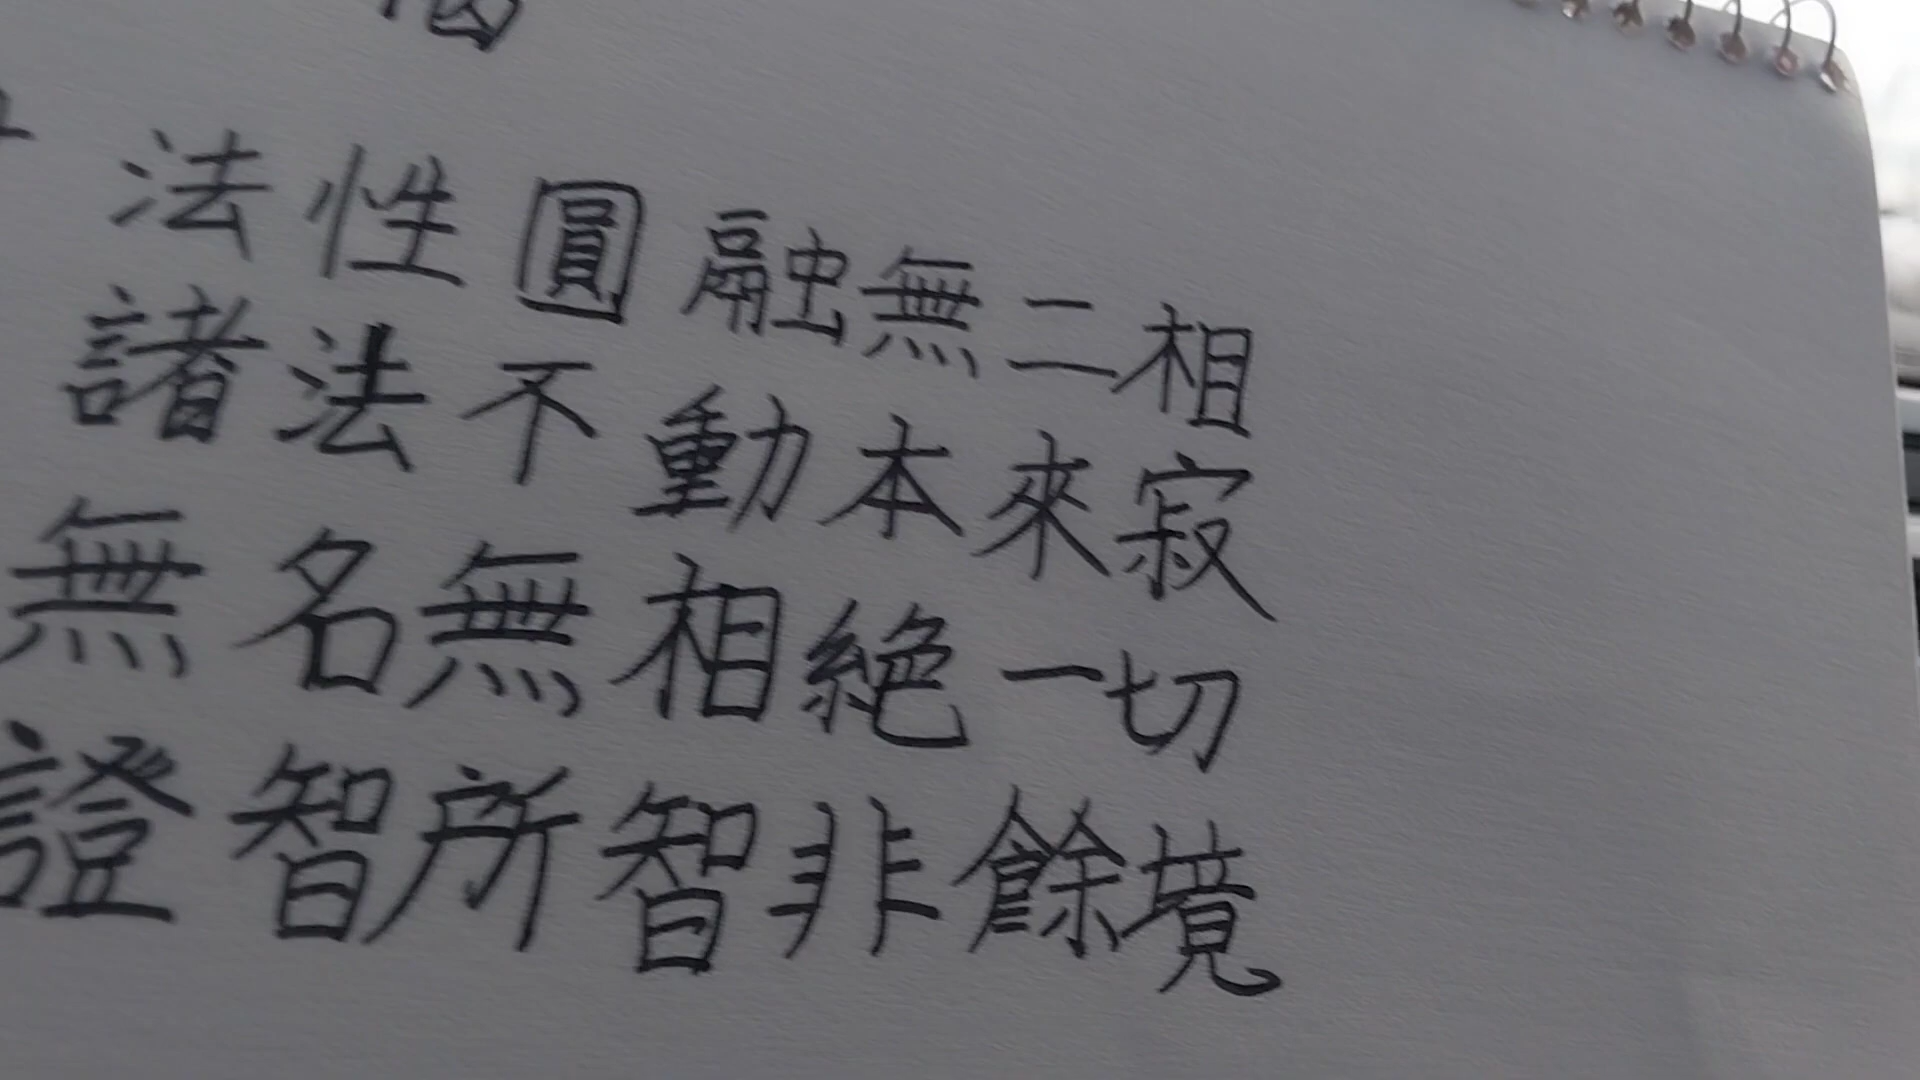 法性圓融無二相
諸法不動本來寂
無名無相絶一切
證智所智非餘境